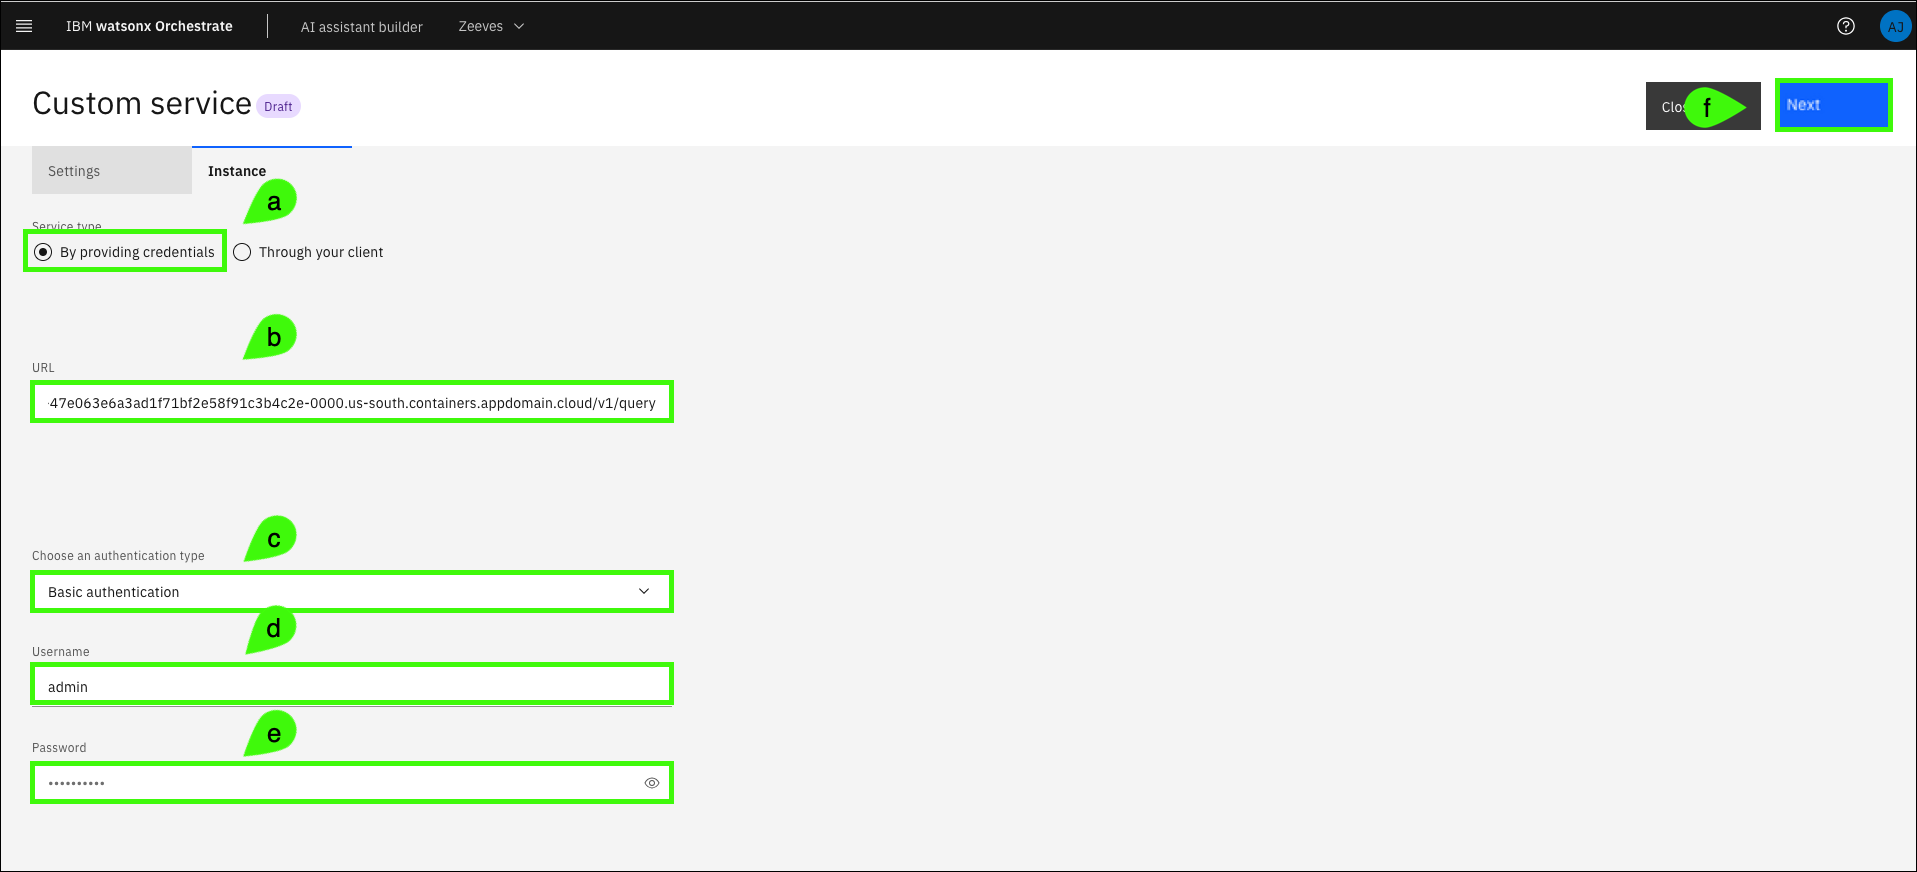 IBM watsonx Orchestrate
AI assistant builder
Zeeves
AJ
Custom service
Draft
Clos
f
Next
Settings
Instance
a
Service type
By providing credentials
Through your client
b
URL
47e063e6a3ad1f71bf2e58f91c3b4c2e-0000.us-south.containers.appdomain.cloud/v1/query
c
Choose an authentication type
Basic authentication
d
Username
admin
e
Password
••••••••••